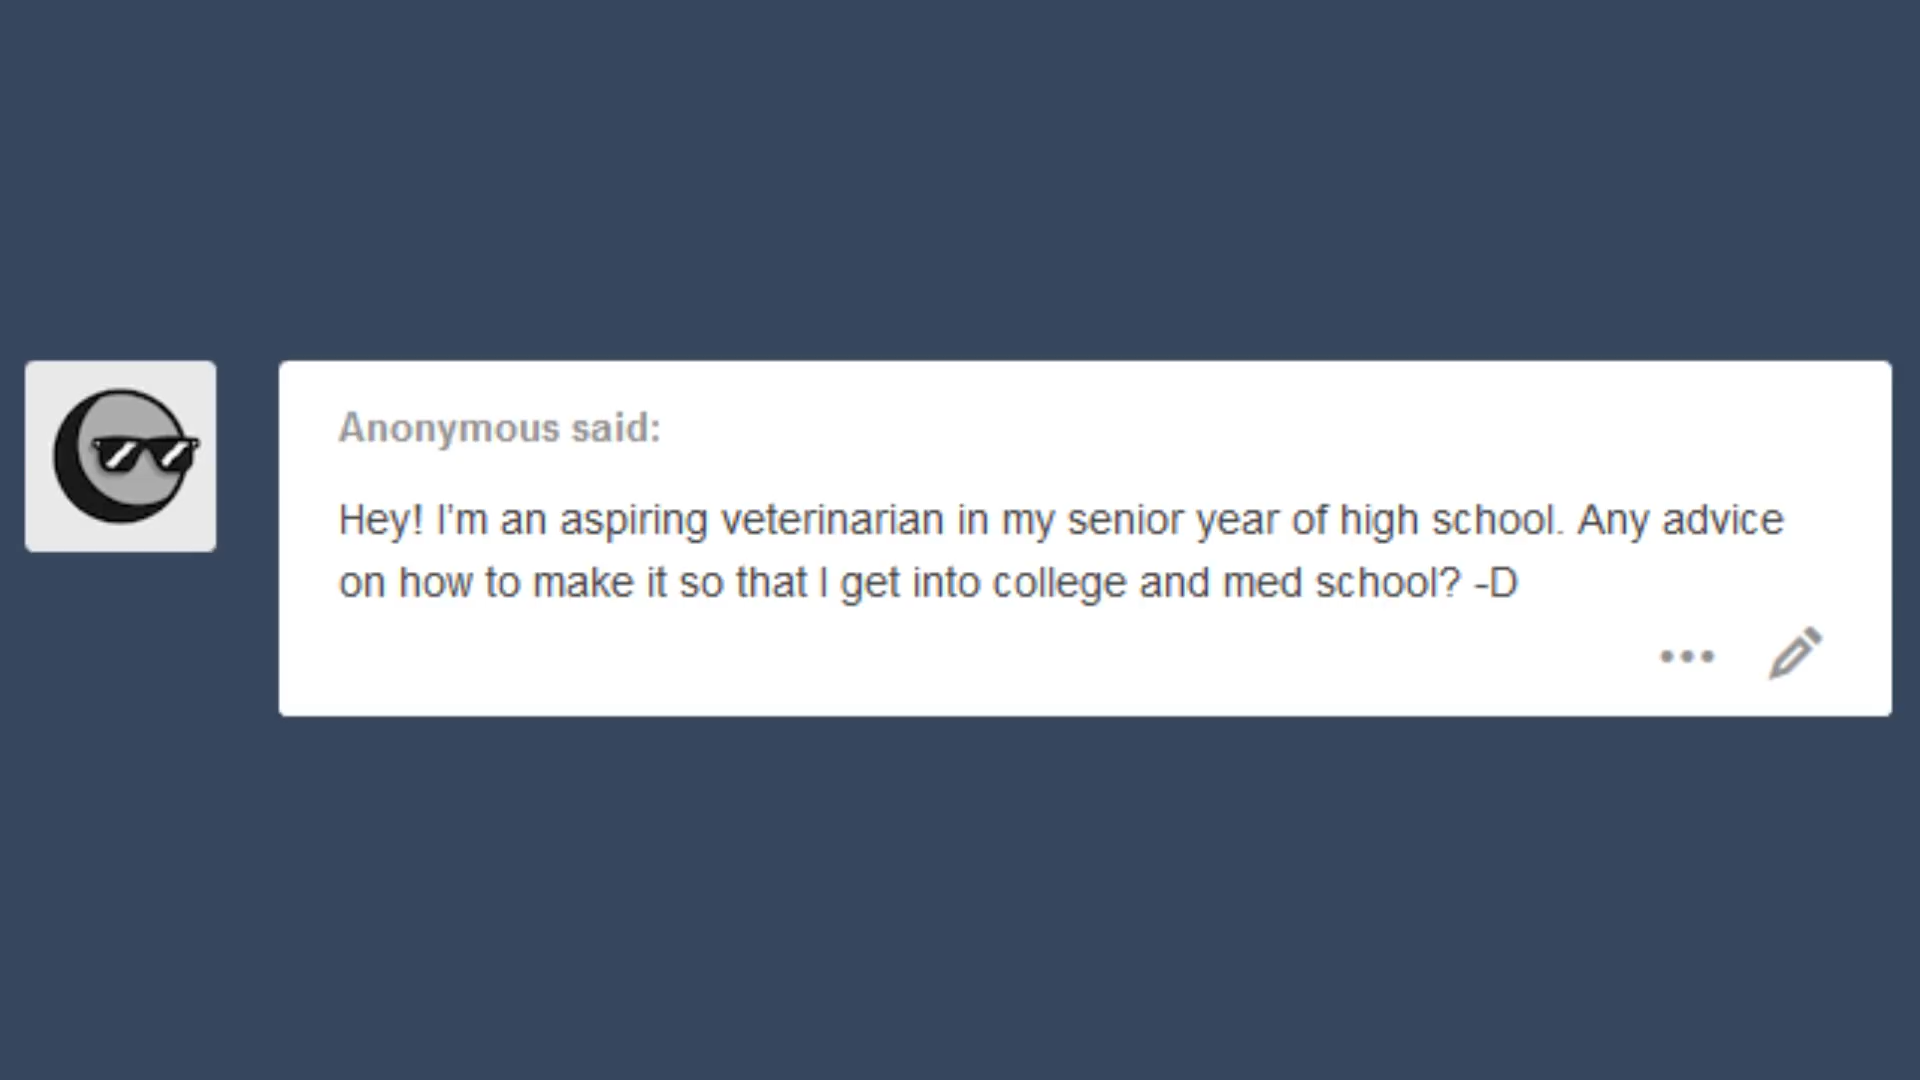 Anonymous said:
Hey! I'm an aspiring veterinarian in my senior year of high school. Any advice
on how to make it so that I get into college and med school? -D